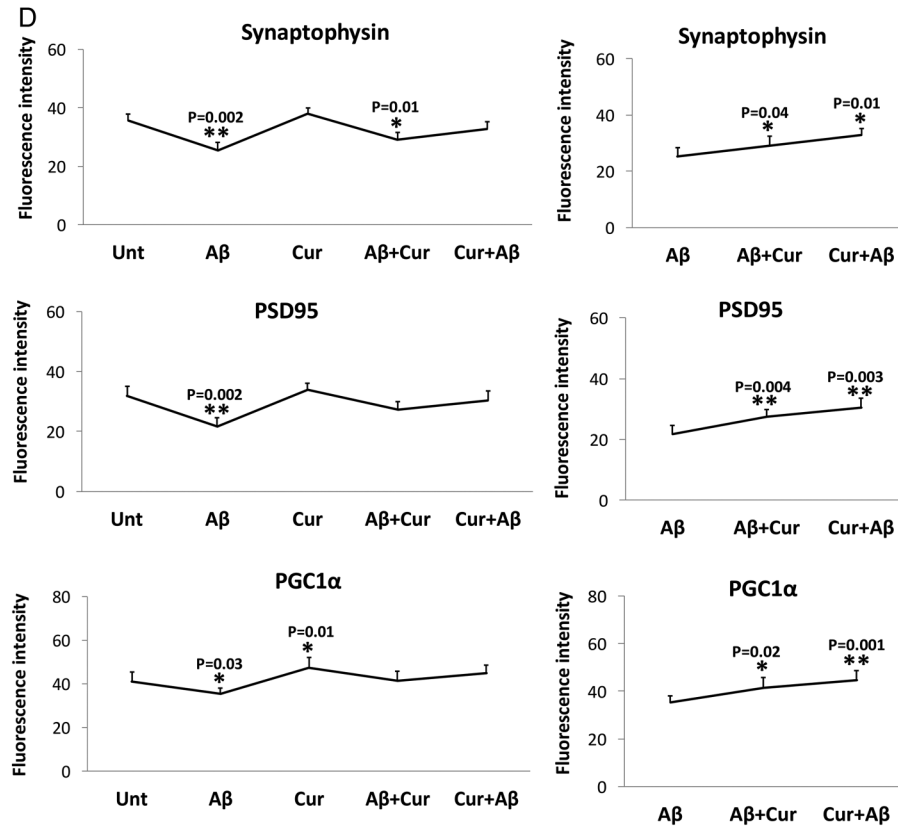 D
Synaptophysin
Fluorescence intensity
60
40
20
0
P=0.002
**
P=0.01
*
Unt Aβ Cur Aβ+Cur Cur+Aβ
Synaptophysin
Fluorescence intensity
60
40
20
0
P=0.04
*
P=0.01
*
Aβ Aβ+Cur Cur+Aβ
PSD95
Fluorescence intensity
60
40
20
0
P=0.002
**
Unt Aβ Cur Aβ+Cur Cur+Aβ
PSD95
Fluorescence intensity
60
40
20
0
P=0.004
**
P=0.003
**
Aβ Aβ+Cur Cur+Aβ
PGC1α
Fluorescence intensity
80
60
40
20
0
P=0.03
*
P=0.01
*
Unt Aβ Cur Aβ+Cur Cur+Aβ
PGC1α
Fluorescence intensity
80
60
40
20
0
P=0.02
*
P=0.001
**
Aβ Aβ+Cur Cur+Aβ